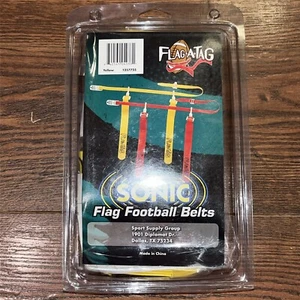 FLAG-A-TAG
Yellow
1257732
SONIC
Flag Football Belts
Sport Supply Group
1901 Diplomat Dr.
Dallas, TX 75234
Made in China